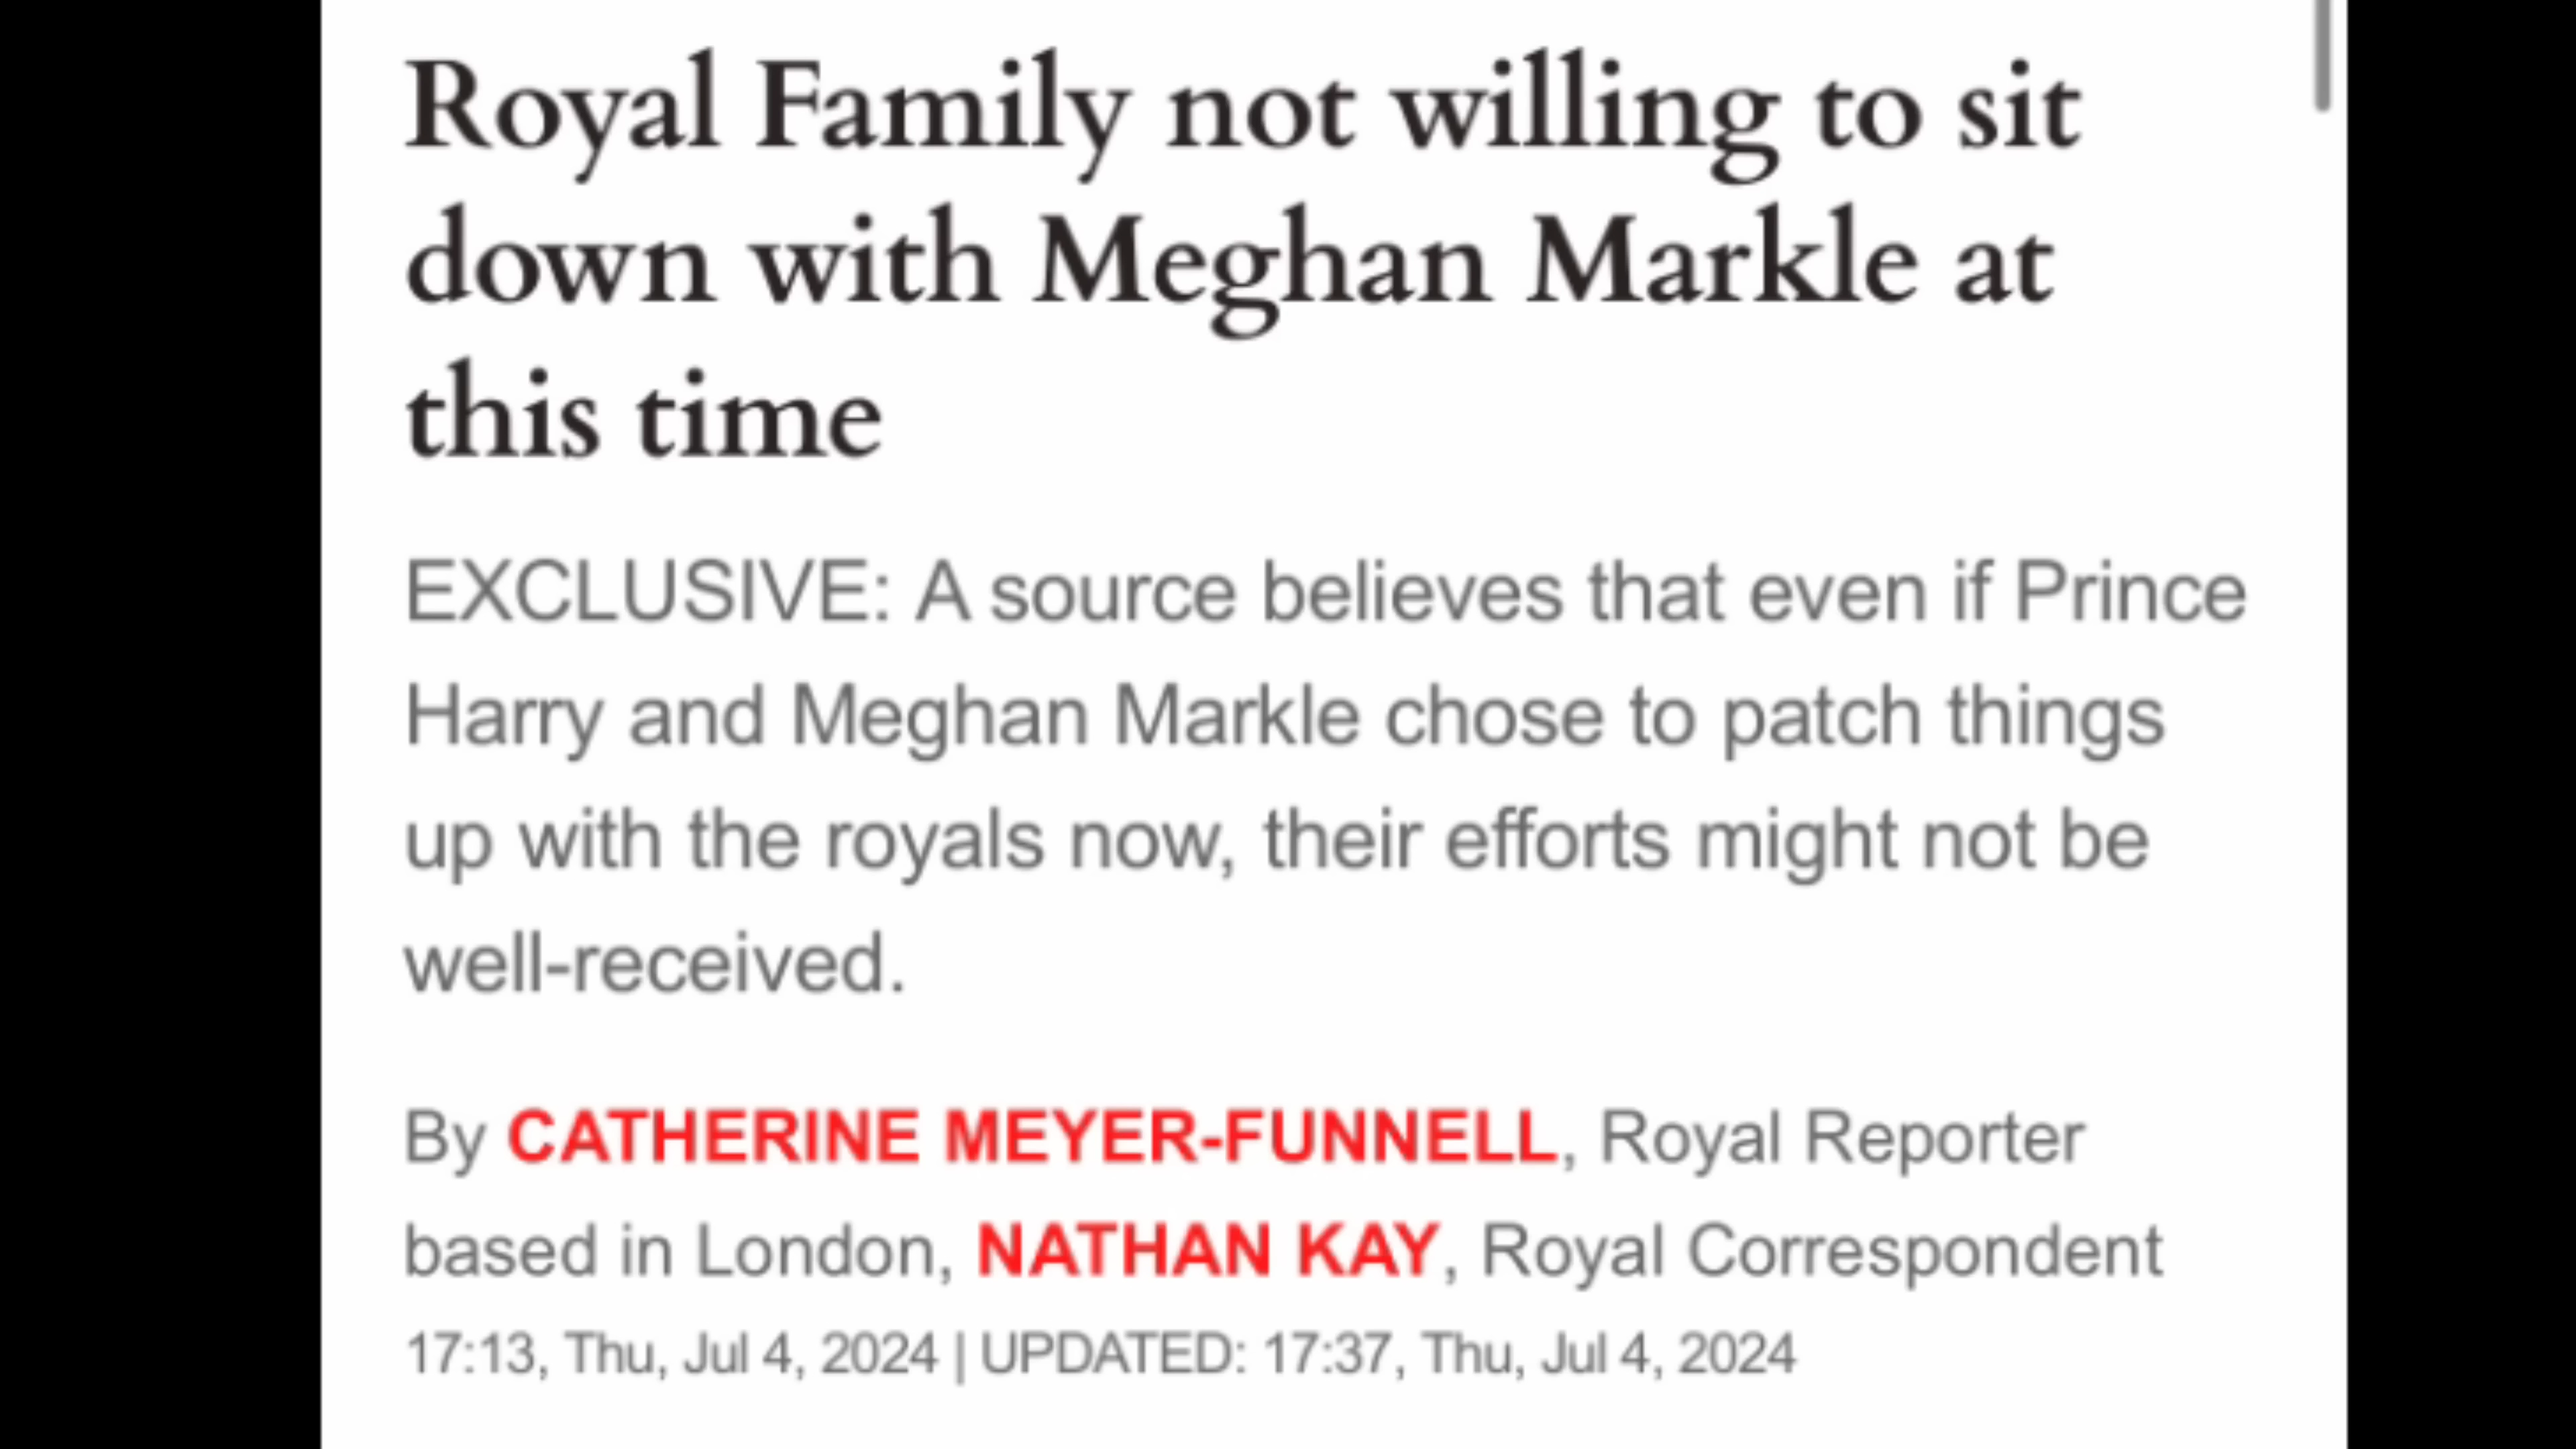 Royal Family not willing to sit
down with Meghan Markle at
this time
EXCLUSIVE: A source believes that even if Prince
Harry and Meghan Markle chose to patch things
up with the royals now, their efforts might not be
well-received.
By CATHERINE MEYER-FUNNELL, Royal Reporter
based in London, NATHAN KAY, Royal Correspondent
17:13, Thu, Jul 4, 2024 | UPDATED: 17:37, Thu, Jul 4, 2024